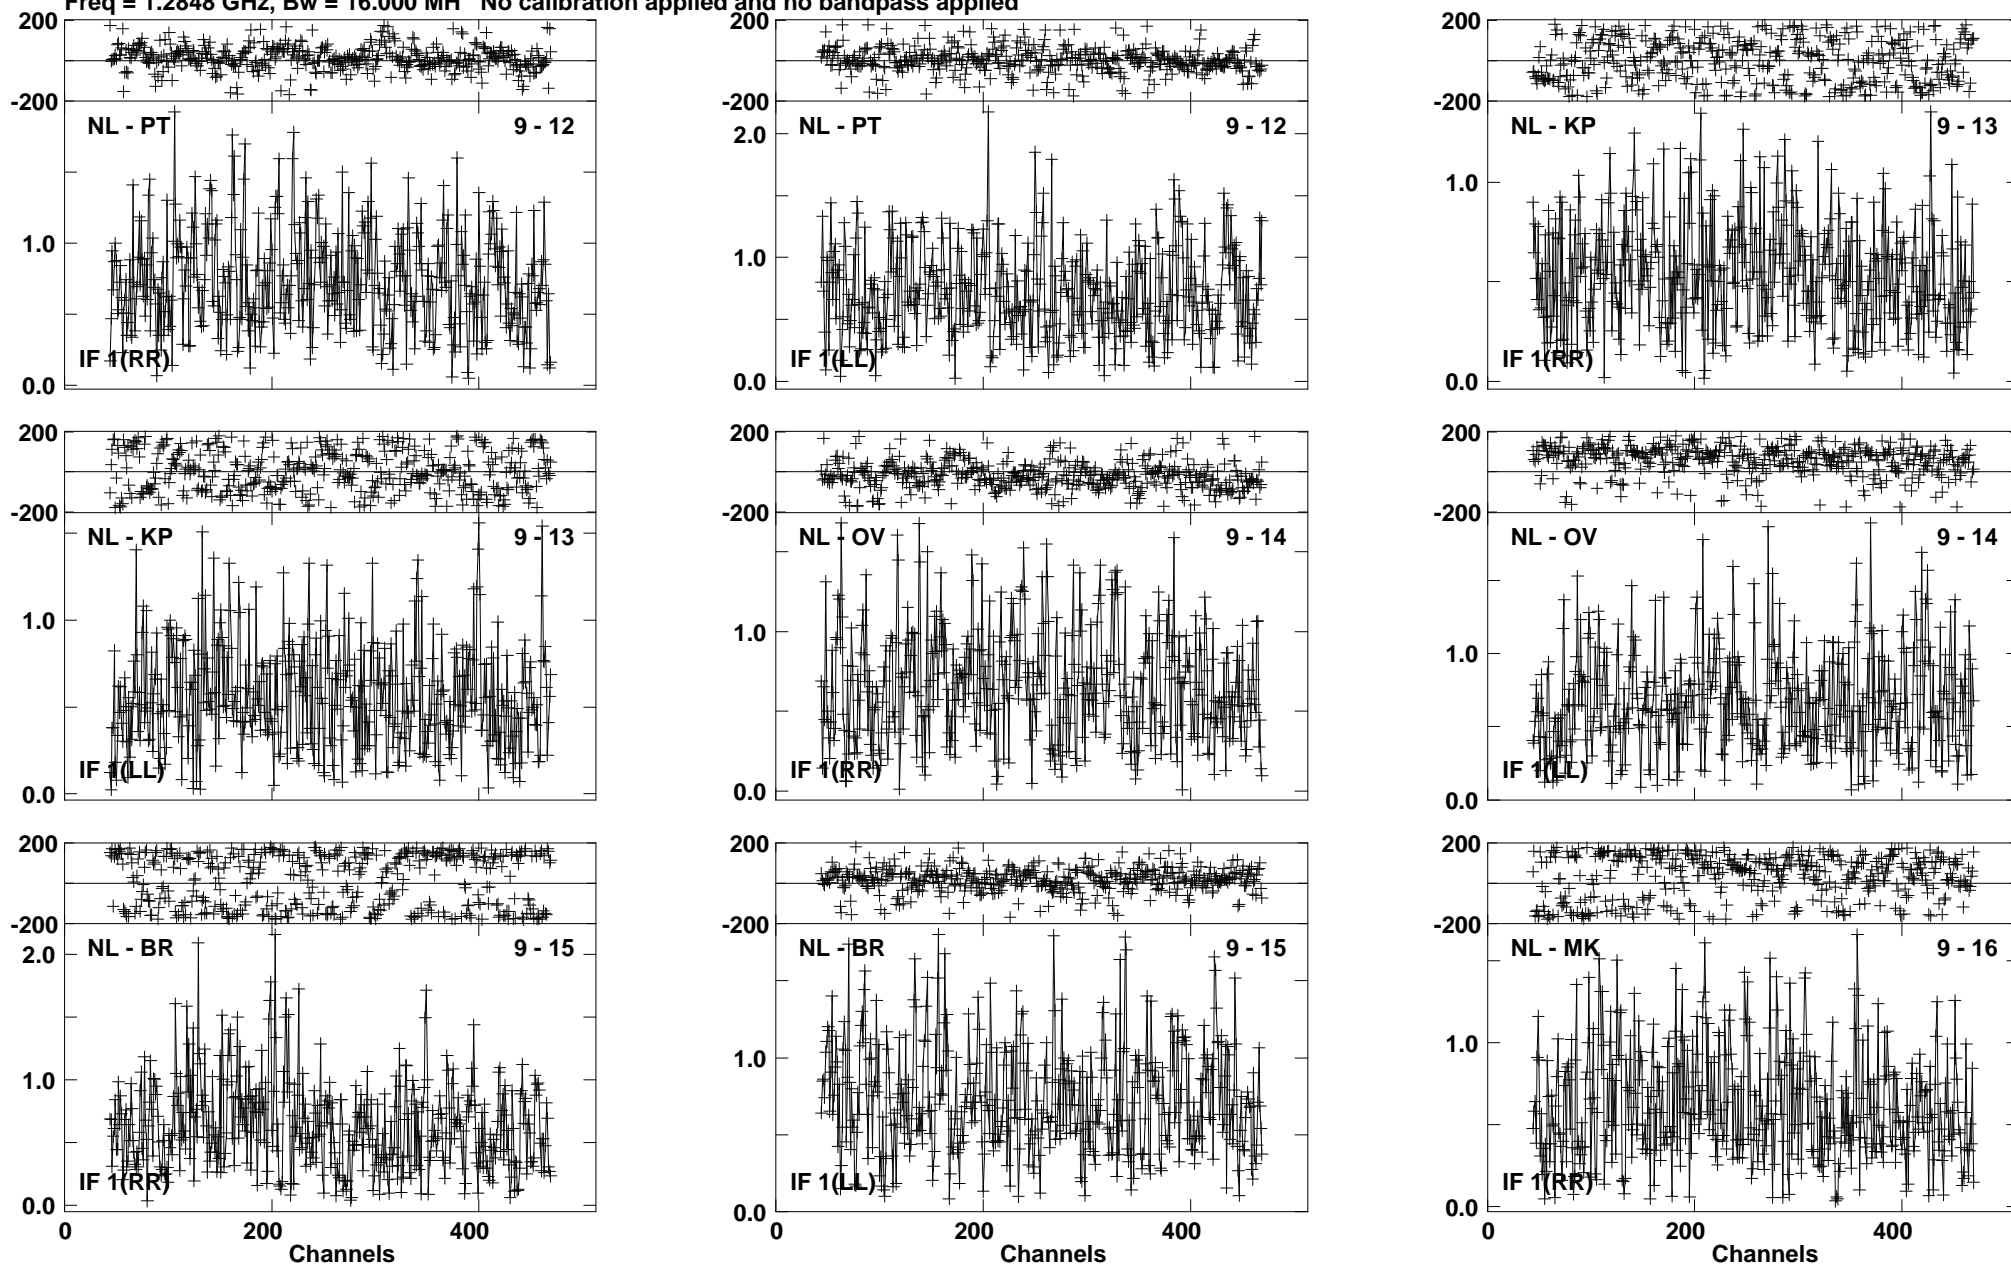 Freq = 1.2848 GHz, Bw = 16.000 MH No calibration applied and no bandpass applied
200
-200
NL - PT 9 - 12
1.0
IF 1(RR)
0.0
200
-200
NL - PT 9 - 12
2.0
1.0
IF 1(LL)
0.0
200
-200
NL - KP 9 - 13
1.0
IF 1(RR)
0.0
200
-200
NL - KP 9 - 13
1.0
IF 1(LL)
0.0
200
-200
NL - OV 9 - 14
1.0
IF 1(RR)
0.0
200
-200
NL - OV 9 - 14
1.0
IF 1(LL)
0.0
200
-200
NL - BR 9 - 15
2.0
1.0
IF 1(RR)
0.0
0 200 400
Channels
200
-200
NL - BR 9 - 15
1.0
IF 1(LL)
0.0
0 200 400
Channels
200
-200
NL - MK 9 - 16
1.0
IF 1(RR)
0.0
0 200 400
Channels